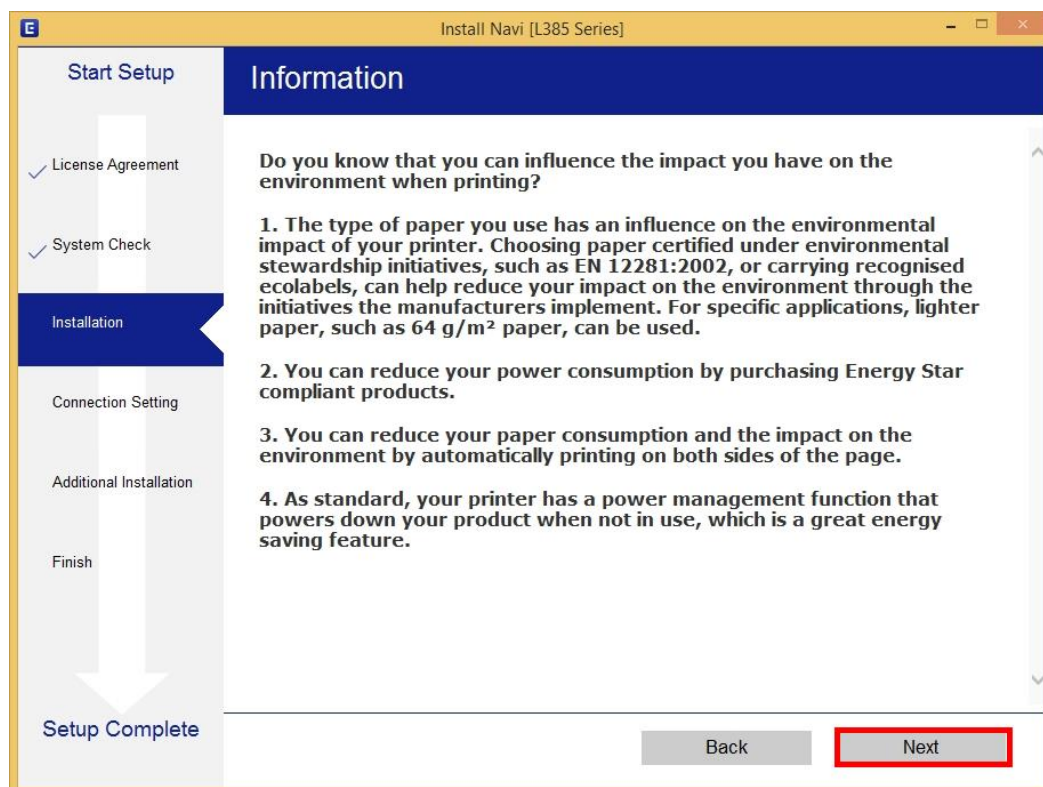 E
Install Navi [L385 Series]
Start Setup
Information
License Agreement
System Check
Installation
Connection Setting
Additional Installation
Finish
Setup Complete
Do you know that you can influence the impact you have on the
environment when printing?
1. The type of paper you use has an influence on the environmental
impact of your printer. Choosing paper certified under environmental
stewardship initiatives, such as EN 12281:2002, or carrying recognised
ecolabels, can help reduce your impact on the environment through the
initiatives the manufacturers implement. For specific applications, lighter
paper, such as 64 g/m² paper, can be used.
2. You can reduce your power consumption by purchasing Energy Star
compliant products.
3. You can reduce your paper consumption and the impact on the
environment by automatically printing on both sides of the page.
4. As standard, your printer has a power management function that
powers down your product when not in use, which is a great energy
saving feature.
Back
Next